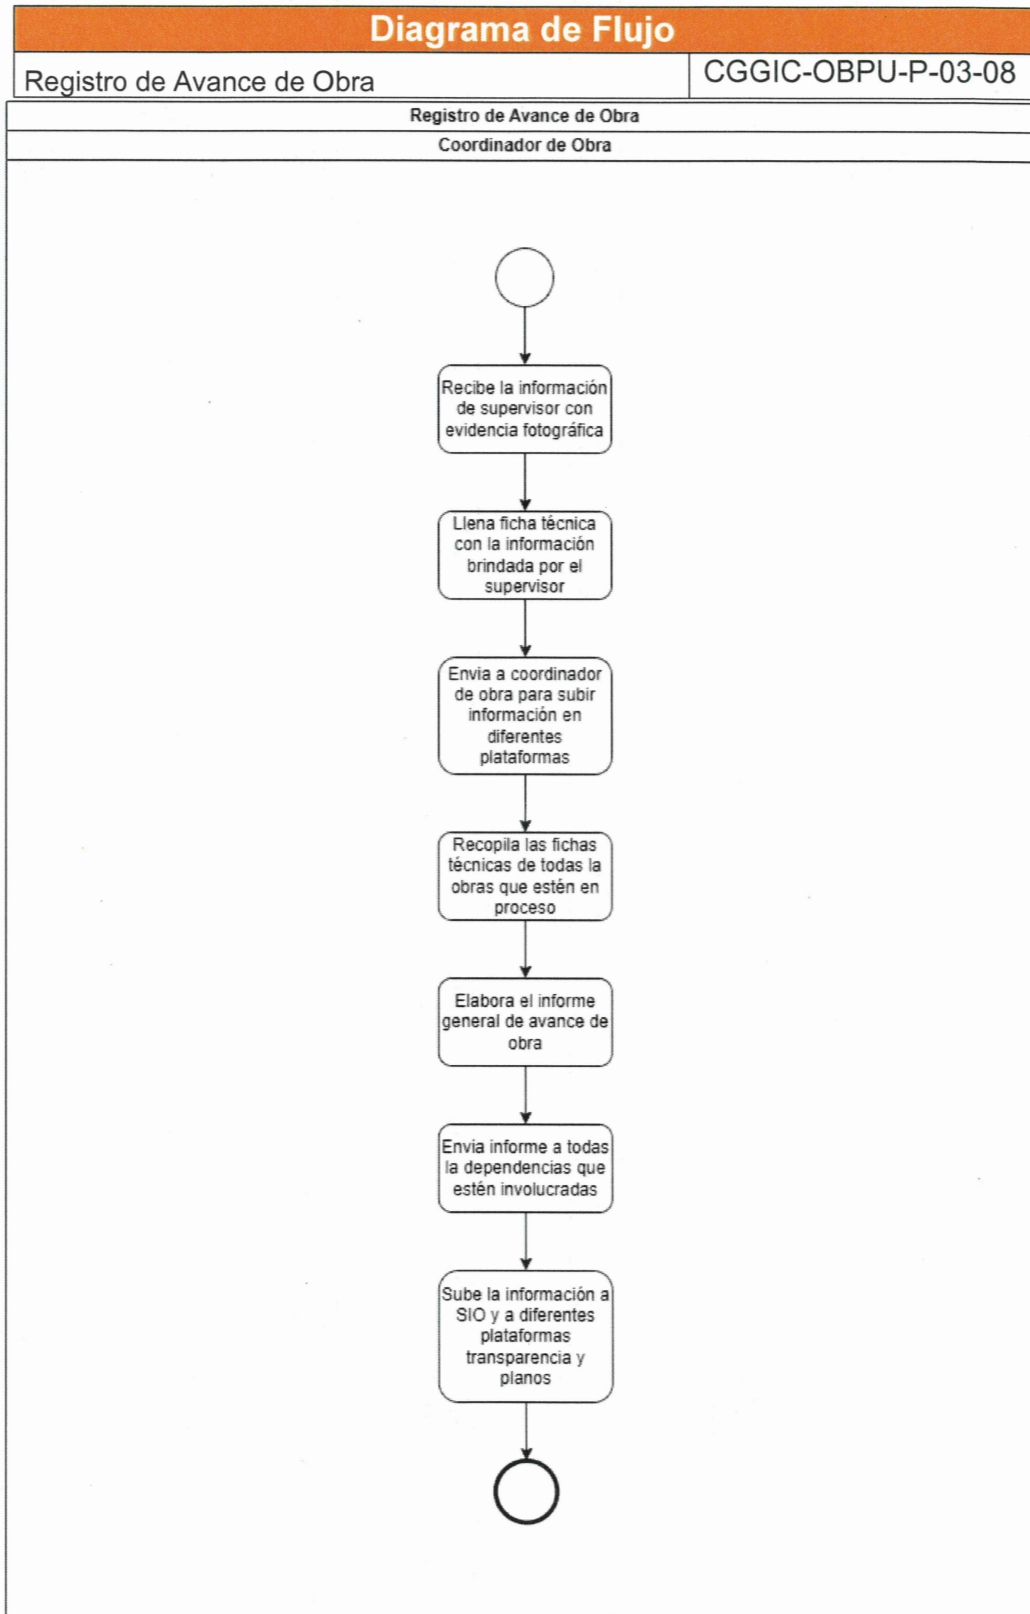 Diagrama de Flujo
Registro de Avance de Obra
CGGIC-OBPU-P-03-08
Registro de Avance de Obra
Coordinador de Obra
Recibe la información
de supervisor con
evidencia fotográfica
Llena ficha técnica
con la información
brindada por el
supervisor
Envia a coordinador
de obra para subir
información en
diferentes
plataformas
Recopila las fichas
técnicas de todas la
obras que estén en
proceso
Elabora el informe
general de avance de
obra
Envia informe a todas
la dependencias que
estén involucradas
Sube la información a
SIO y a diferentes
plataformas
transparencia y
planos